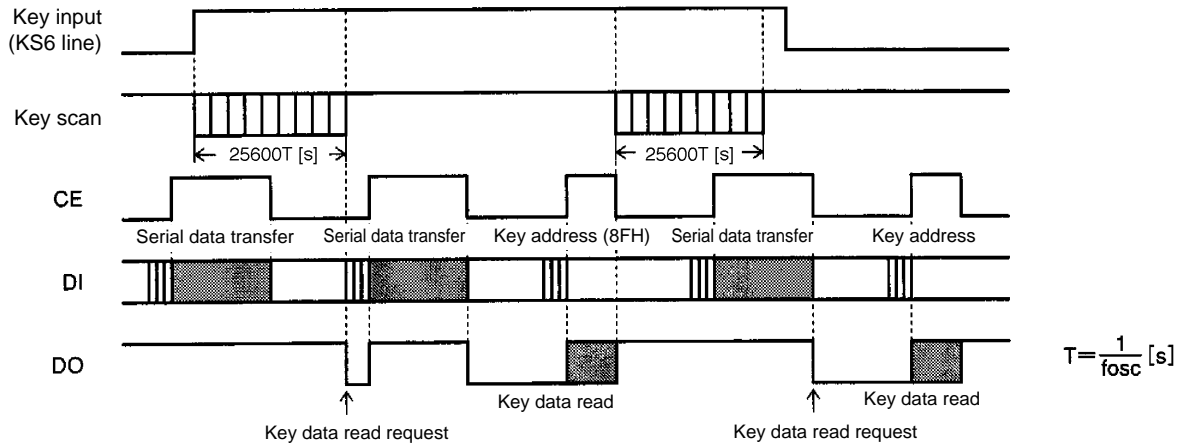 Key input
(KS6 line)
Key scan
25600T [s]
25600T [s]
CE
Serial data transfer
Serial data transfer
Key address (8FH)
Serial data transfer
Key address
DI
DO
T=1/fosc [s]
Key data read
Key data read
Key data read request
Key data read request